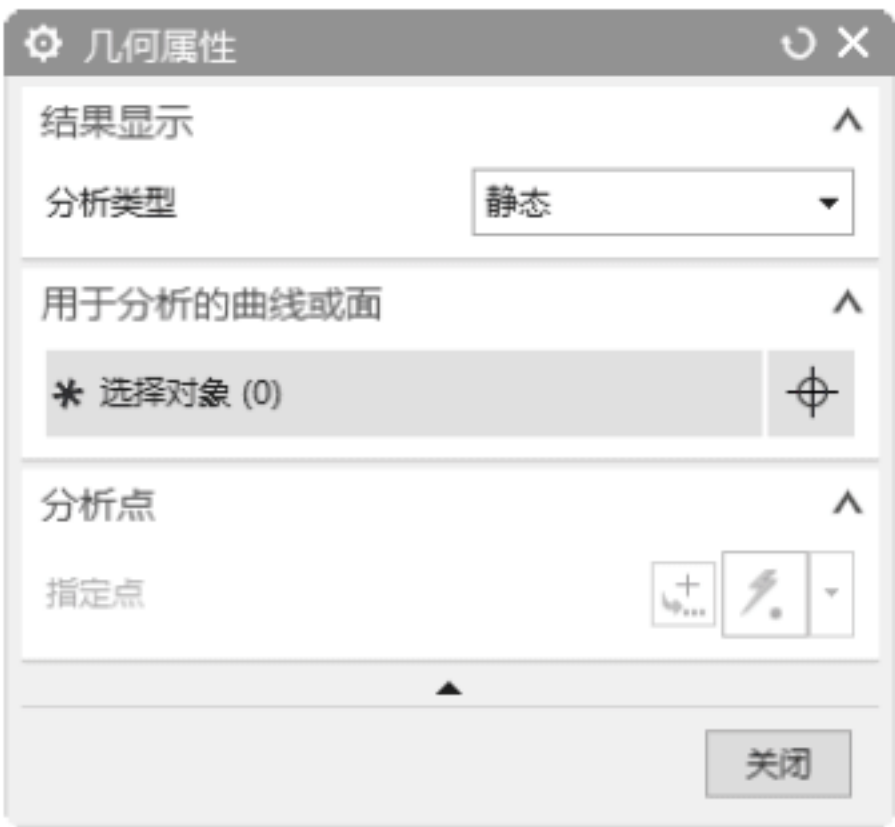 几何属性
结果显示
分析类型 静态
用于分析的曲线或面
* 选择对象 (0)
分析点
指定点
关闭